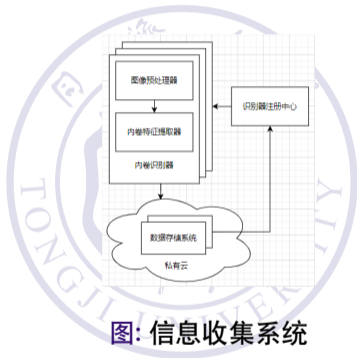 图像预处理器
识别器注册中心
内卷特征提取器
内卷识别器
数据存储系统
私有云
TONGJI UNIVERSITY
图: 信息收集系统